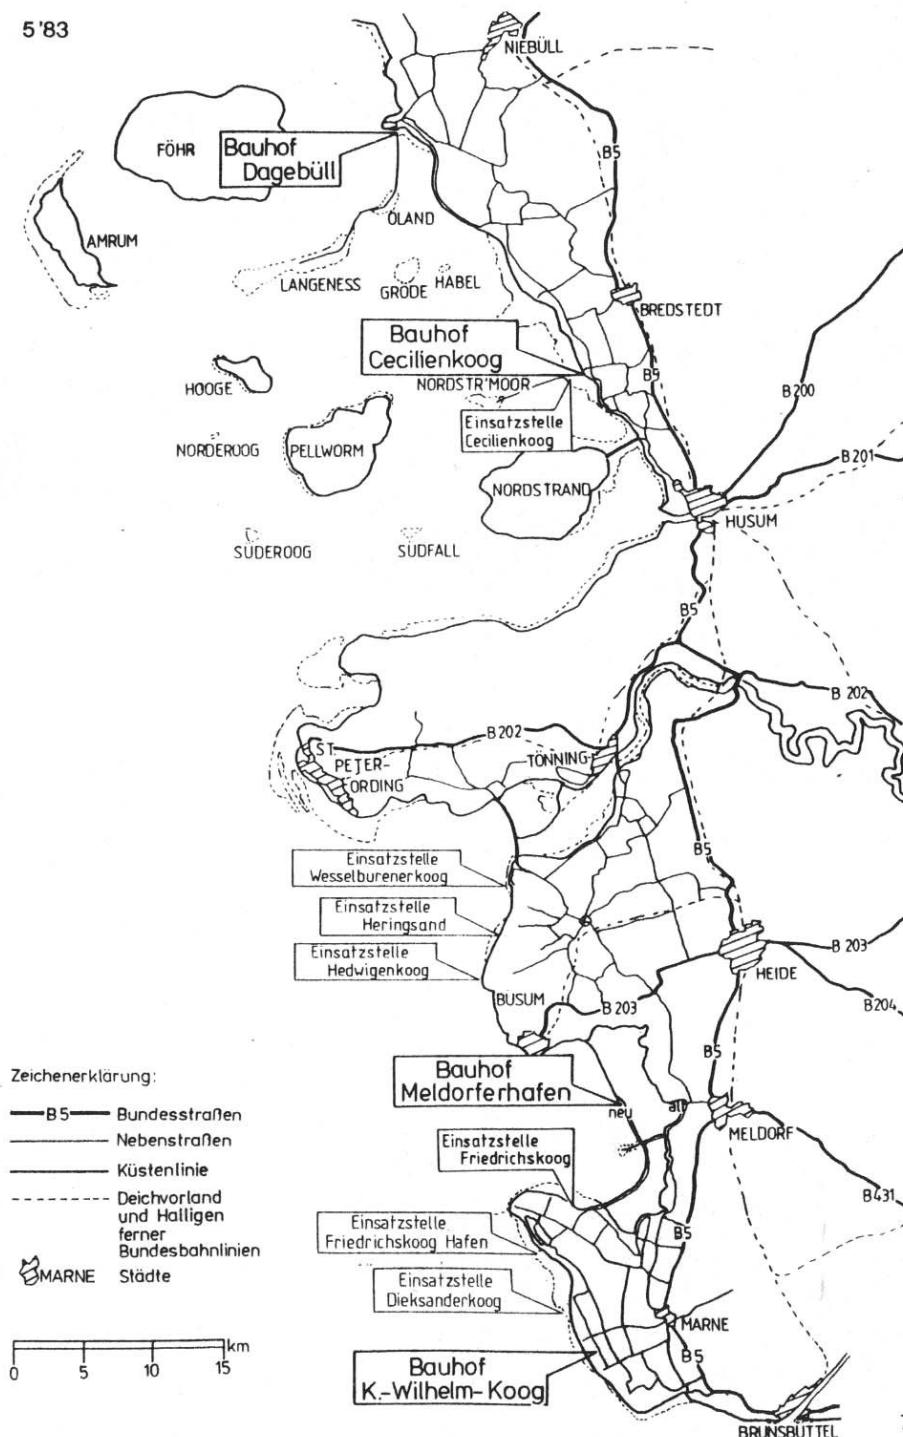 5'83
NIEBÜLL
FÖHR
Bauhof
Dagebüll
B5
AMRUM
ÖLAND
LANGENESS
GRÖDE
HABEL
BREDSTEDT
Bauhof
Cecilienkoog
B5
B200
HOOGE
NORDSTR'MOOR
Einsatzstelle
Cecilienkoog
NORDEROOG
PELLWORM
B201
NORDSTRAND
HUSUM
SÜDEROOG
SÜDFALL
B5
B 202
B 202
ST.
PETER-
ORDING
TÖNNING
B5
Einsatzstelle
Wesselburenerkoog
Einsatzstelle
Heringsand
Einsatzstelle
Hedwigenkoog
B 203
HEIDE
BÜSUM
B 203
B204
B5
Bauhof
Meldorferhafen
neu
alt
MELDORF
Einsatzstelle
Friedrichskoog
B431
Einsatzstelle
Friedrichskoog Hafen
B5
Einsatzstelle
Dieksanderkoog
MARNE
B5
Bauhof
K.-Wilhelm-Koog
BRUNSBÜTTEL
Zeichenerklärung:
B5 Bundesstraßen
Nebenstraßen
Küstenlinie
Deichvorland
und Halligen
ferner
Bundesbahnlinien
MARNE Städte
km
0 5 10 15